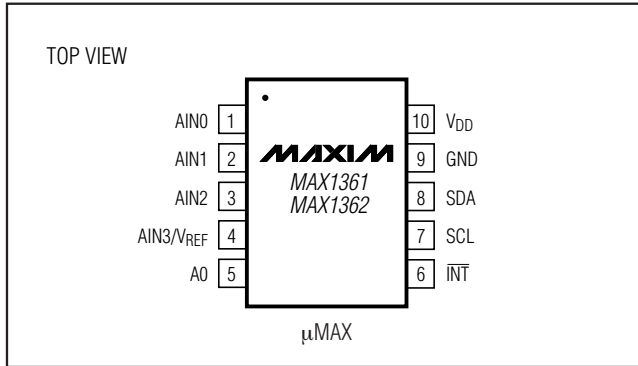 TOP VIEW
AIN0 1
AIN1 2
AIN2 3
AIN3/VREF 4
A0 5
MAXIM
MAX1361
MAX1362
10 VDD
9 GND
8 SDA
7 SCL
6 I̅N̅T̅
µMAX